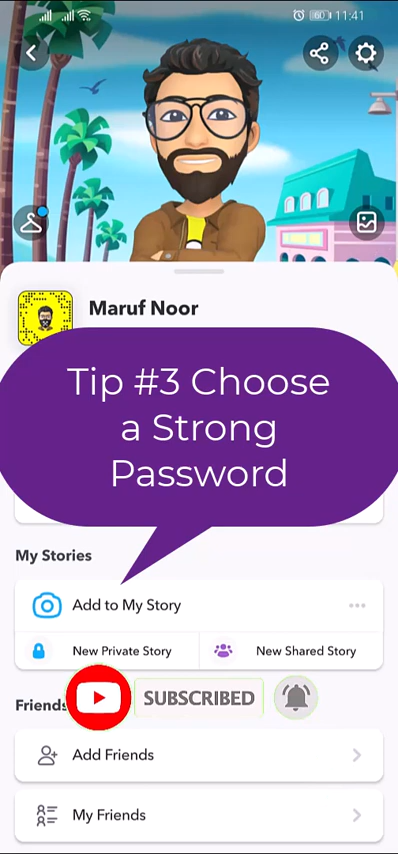 60 11:41
Maruf Noor
Tip #3 Choose
a Strong
Password
My Stories
Add to My Story
New Private Story New Shared Story
SUBSCRIBED
Friends
Add Friends
My Friends